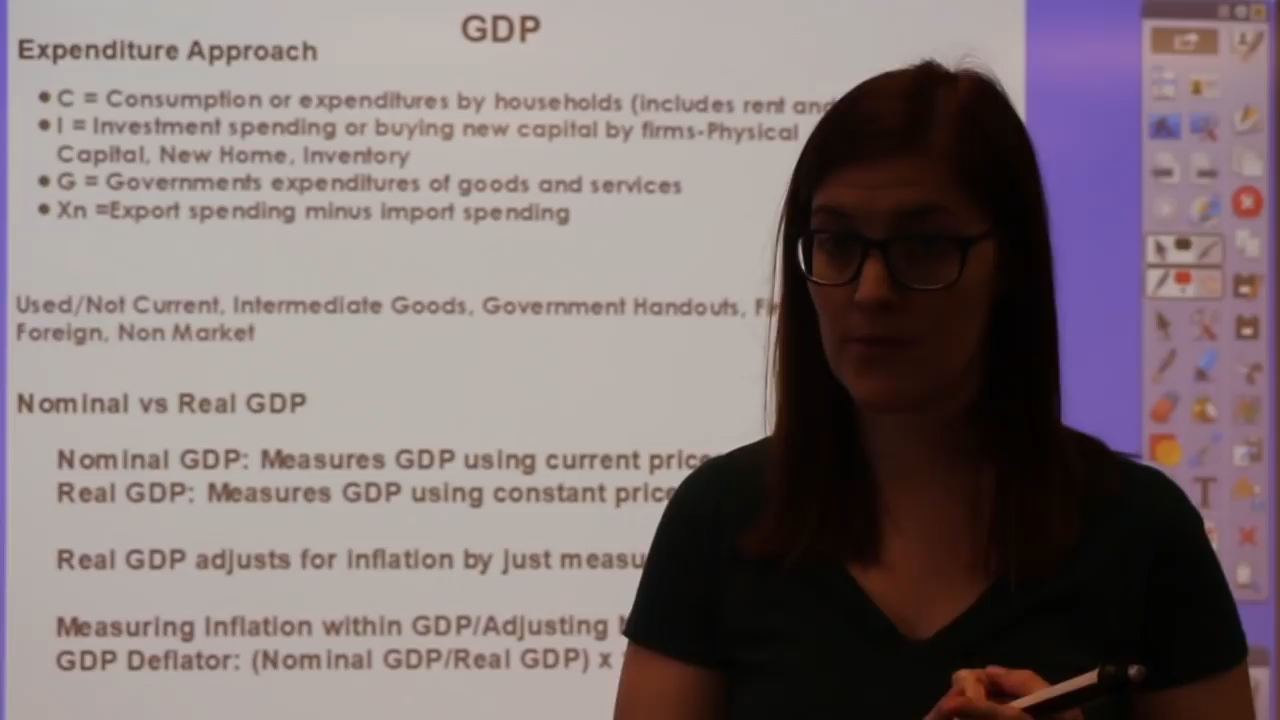 GDP
Expenditure Approach
• C = Consumption or expenditures by households (includes rent and
• I = Investment spending or buying new capital by firms-Physical
Capital, New Home, Inventory
• G = Governments expenditures of goods and services
• Xn =Export spending minus import spending
Used/Not Current, Intermediate Goods, Government Handouts,
Foreign, Non Market
Nominal vs Real GDP
Nominal GDP: Measures GDP using current
Real GDP: Measures GDP using constant
Real GDP adjusts for inflation by just
Measuring Inflation within GDP/Adjusting
GDP Deflator: (Nominal GDP/Real GDP) x
T